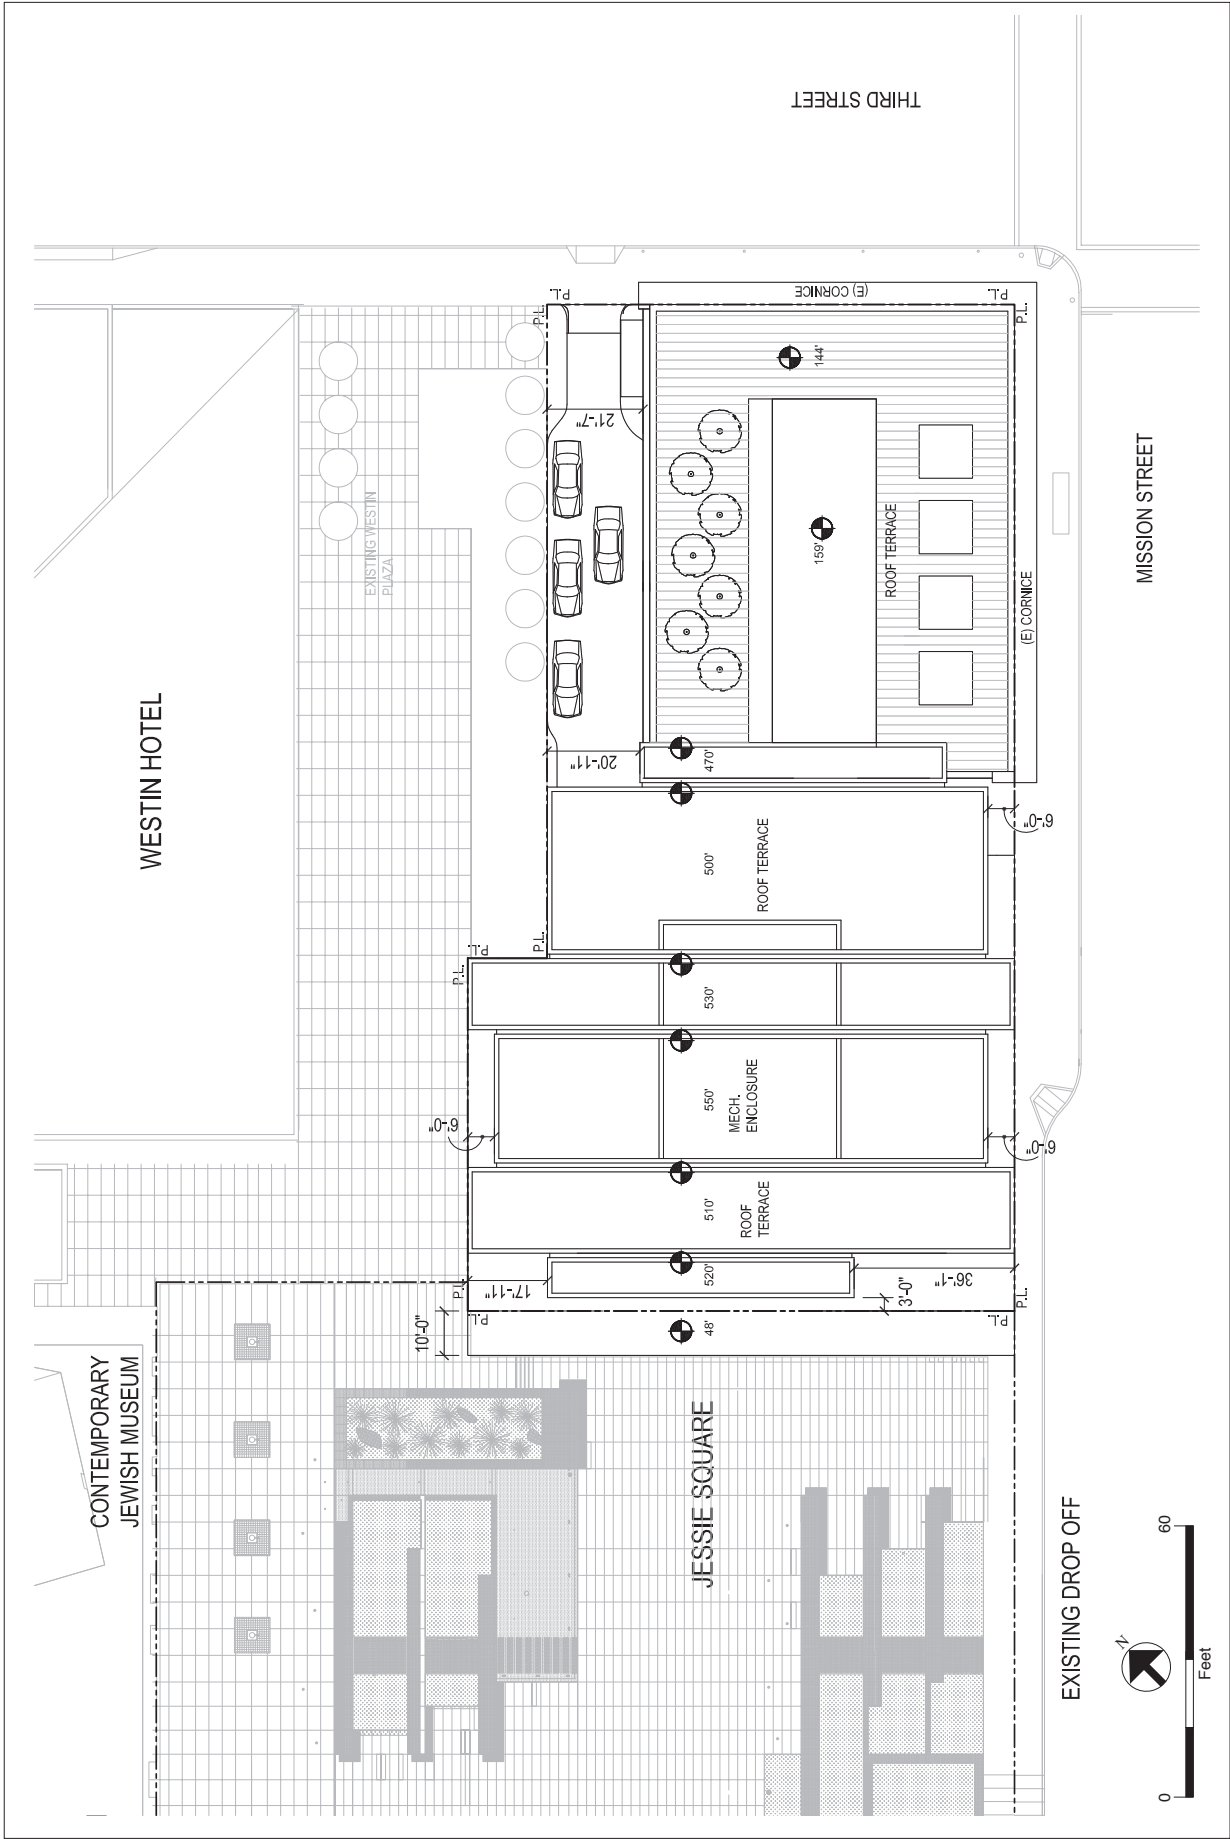 THIRD STREET
(E) CORNICE
P.L.
P.L.
P.L.
P.L.
144'
21'-7"
EXISTING WESTIN
PLAZA
159'
ROOF TERRACE
(E) CORNICE
MISSION STREET
WESTIN HOTEL
20'-11"
470'
6'-0"
500'
ROOF TERRACE
P.L.
P.L.
P.L.
530'
550'
MECH.
ENCLOSURE
6'-0"
6'-0"
510'
ROOF
TERRACE
520'
17'-11"
36'-1"
3'-0"
P.L.
P.L.
P.L.
P.L.
10'-0"
48'
CONTEMPORARY
JEWISH MUSEUM
JESSIE SQUARE
EXISTING DROP OFF
N
0
60
Feet